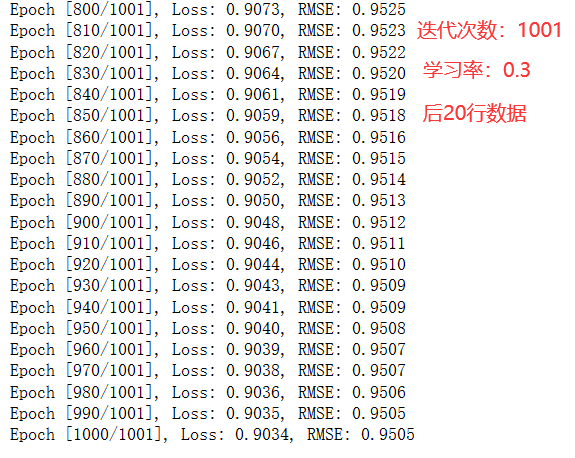 Epoch [800/1001], Loss: 0.9073, RMSE: 0.9525
Epoch [810/1001], Loss: 0.9070, RMSE: 0.9523
迭代次数：1001
Epoch [820/1001], Loss: 0.9067, RMSE: 0.9522
Epoch [830/1001], Loss: 0.9064, RMSE: 0.9520
学习率：0.3
Epoch [840/1001], Loss: 0.9061, RMSE: 0.9519
Epoch [850/1001], Loss: 0.9059, RMSE: 0.9518
后20行数据
Epoch [860/1001], Loss: 0.9056, RMSE: 0.9516
Epoch [870/1001], Loss: 0.9054, RMSE: 0.9515
Epoch [880/1001], Loss: 0.9052, RMSE: 0.9514
Epoch [890/1001], Loss: 0.9050, RMSE: 0.9513
Epoch [900/1001], Loss: 0.9048, RMSE: 0.9512
Epoch [910/1001], Loss: 0.9046, RMSE: 0.9511
Epoch [920/1001], Loss: 0.9044, RMSE: 0.9510
Epoch [930/1001], Loss: 0.9043, RMSE: 0.9509
Epoch [940/1001], Loss: 0.9041, RMSE: 0.9509
Epoch [950/1001], Loss: 0.9040, RMSE: 0.9508
Epoch [960/1001], Loss: 0.9039, RMSE: 0.9507
Epoch [970/1001], Loss: 0.9038, RMSE: 0.9507
Epoch [980/1001], Loss: 0.9036, RMSE: 0.9506
Epoch [990/1001], Loss: 0.9035, RMSE: 0.9505
Epoch [1000/1001], Loss: 0.9034, RMSE: 0.9505